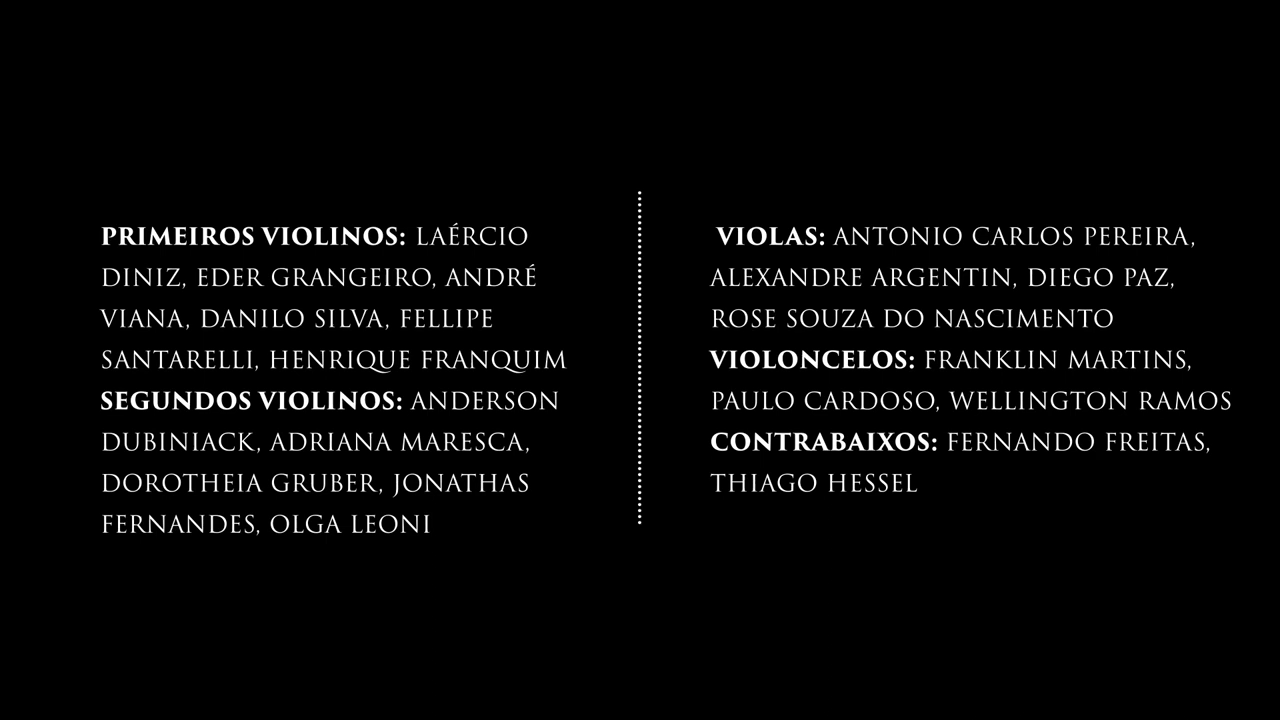 PRIMEIROS VIOLINOS: LAÉRCIO
DINIZ, EDER GRANGEIRO, ANDRÉ
VIANA, DANILO SILVA, FELLIPE
SANTARELLI, HENRIQUE FRANQUIM
SEGUNDOS VIOLINOS: ANDERSON
DUBINIACK, ADRIANA MARESCA,
DOROTHEIA GRUBER, JONATHAS
FERNANDES, OLGA LEONI
VIOLAS: ANTONIO CARLOS PEREIRA,
ALEXANDRE ARGENTIN, DIEGO PAZ,
ROSE SOUZA DO NASCIMENTO
VIOLONCELOS: FRANKLIN MARTINS,
PAULO CARDOSO, WELLINGTON RAMOS
CONTRABAIXOS: FERNANDO FREITAS,
THIAGO HESSEL